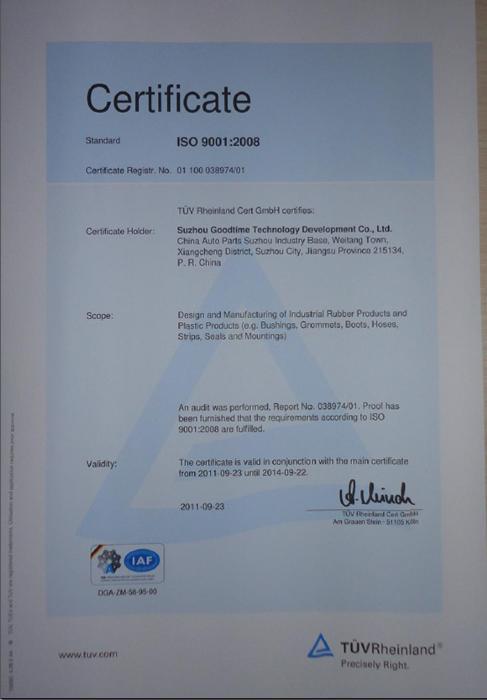 Certificate
Standard ISO 9001:2008
Certificate Registr. No. 01 100 038974/01
TÜV Rheinland Cert GmbH certifies:
Certificate Holder: Suzhou Goodtime Technology Development Co., Ltd.
China Auto Parts Suzhou Industry Base, Weitang Town,
Xiangcheng District, Suzhou City, Jiangsu Province 215134,
P. R. China
Scope: Design and Manufacturing of Industrial Rubber Products and
Plastic Products (e.g. Bushings, Grommets, Boots, Hoses,
Strips, Seals and Mountings)
An audit was performed, Report No. 038974/01. Proof has
been furnished that the requirements according to ISO
9001:2008 are fulfilled.
Validity: The certificate is valid in conjunction with the main certificate
from 2011-09-23 until 2014-09-22.
2011-09-23
TÜV Rheinland Cert GmbH
Am Grauen Stein · 51105 Köln
IAF
DGA-ZM-58-95-00
www.tuv.com
TÜVRheinland®
Precisely Right.